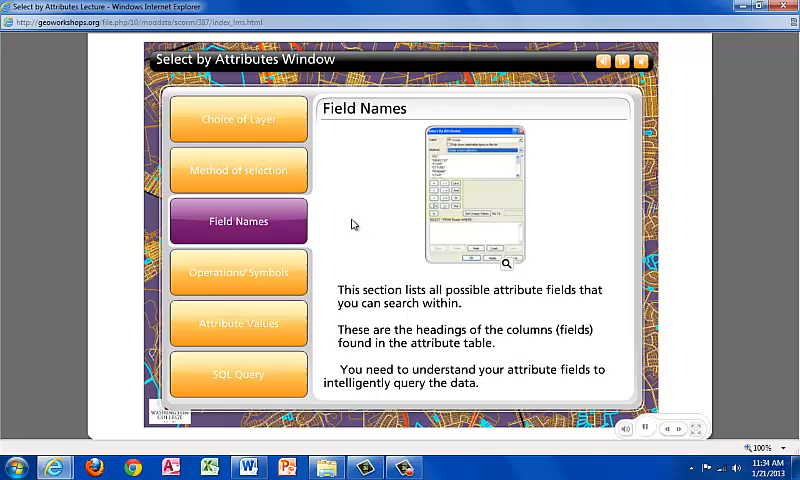 Select by Attributes Lecture - Windows Internet Explorer
http://geoworkshops.org/file.php/10/moddata/scorm/387/index_lms.html
Select by Attributes Window
Choice of Layer
Method of selection
Field Names
Operations/ Symbols
Attribute Values
SQL Query
Field Names
Select By Attributes
This section lists all possible attribute fields that
you can search within.
These are the headings of the columns (fields)
found in the attribute table.
You need to understand your attribute fields to
intelligently query the data.
WASHINGTON
COLLEGE
100%
11:34 AM
1/21/2013